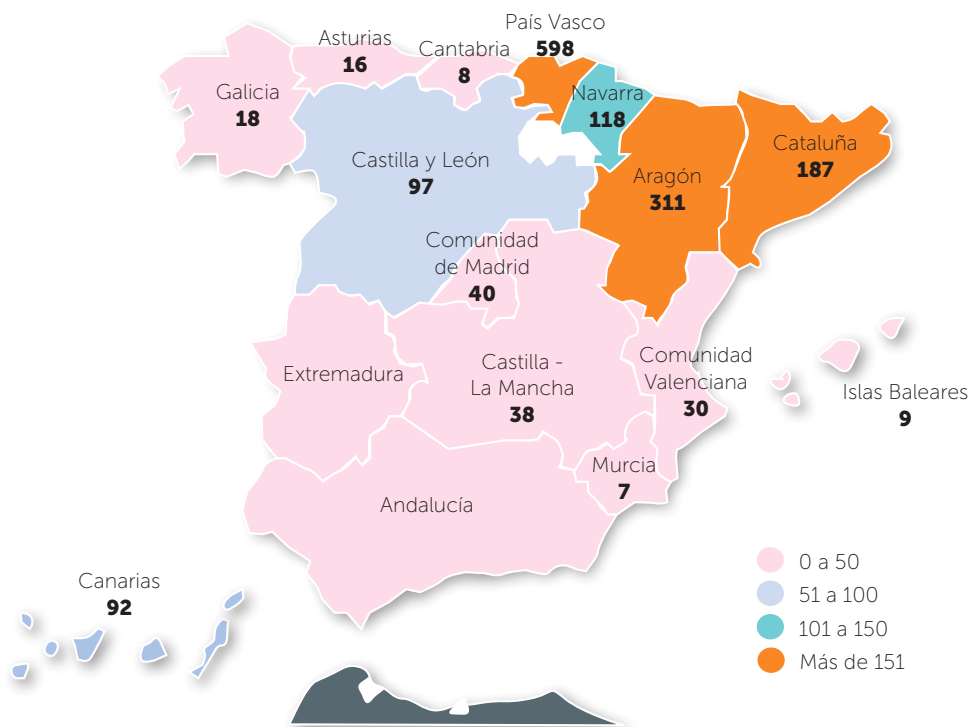 País Vasco
598
Asturias
16
Cantabria
8
Galicia
18
Navarra
118
Cataluña
187
Castilla y León
97
Aragón
311
Comunidad
de Madrid
40
Extremadura
Castilla -
La Mancha
38
Comunidad
Valenciana
30
Islas Baleares
9
Murcia
7
Andalucía
Canarias
92
0 a 50
51 a 100
101 a 150
Más de 151